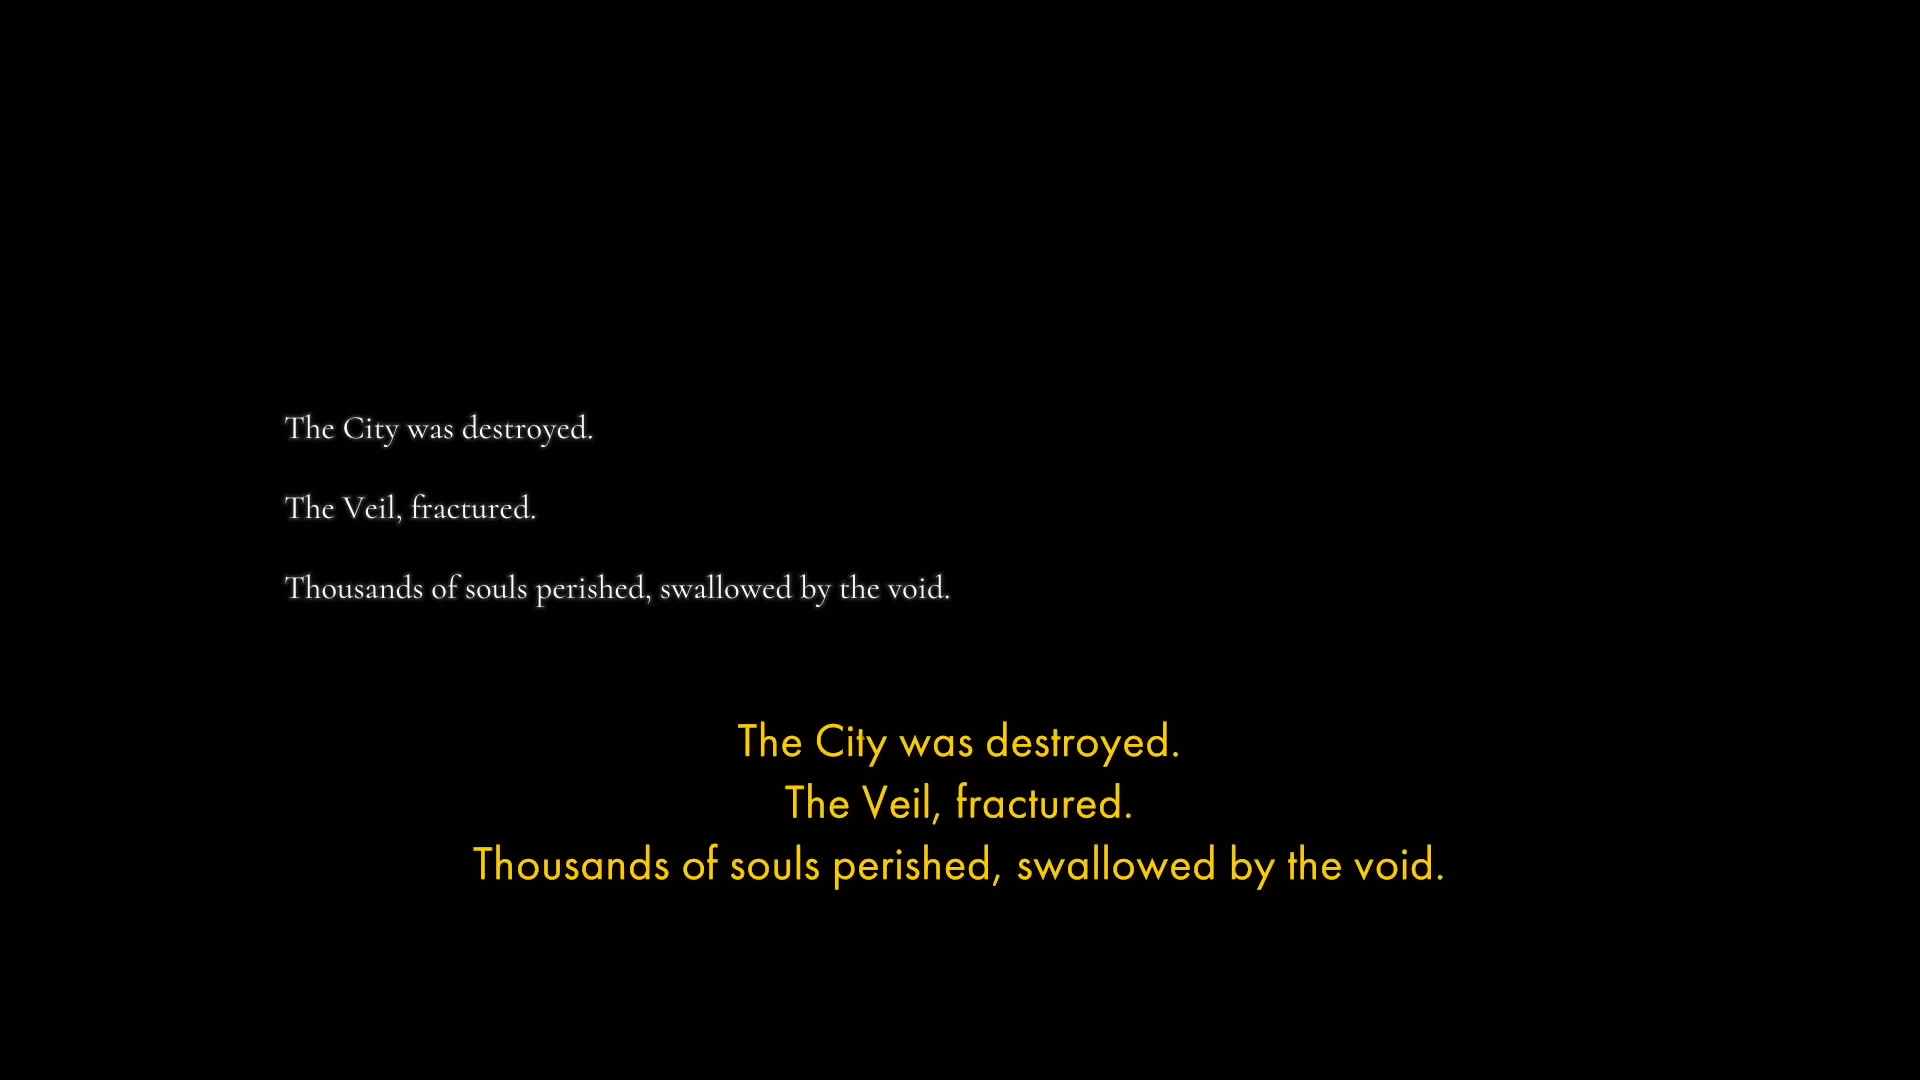 The City was destroyed.
The Veil, fractured.
Thousands of souls perished, swallowed by the void.
The City was destroyed.
The Veil, fractured.
Thousands of souls perished, swallowed by the void.